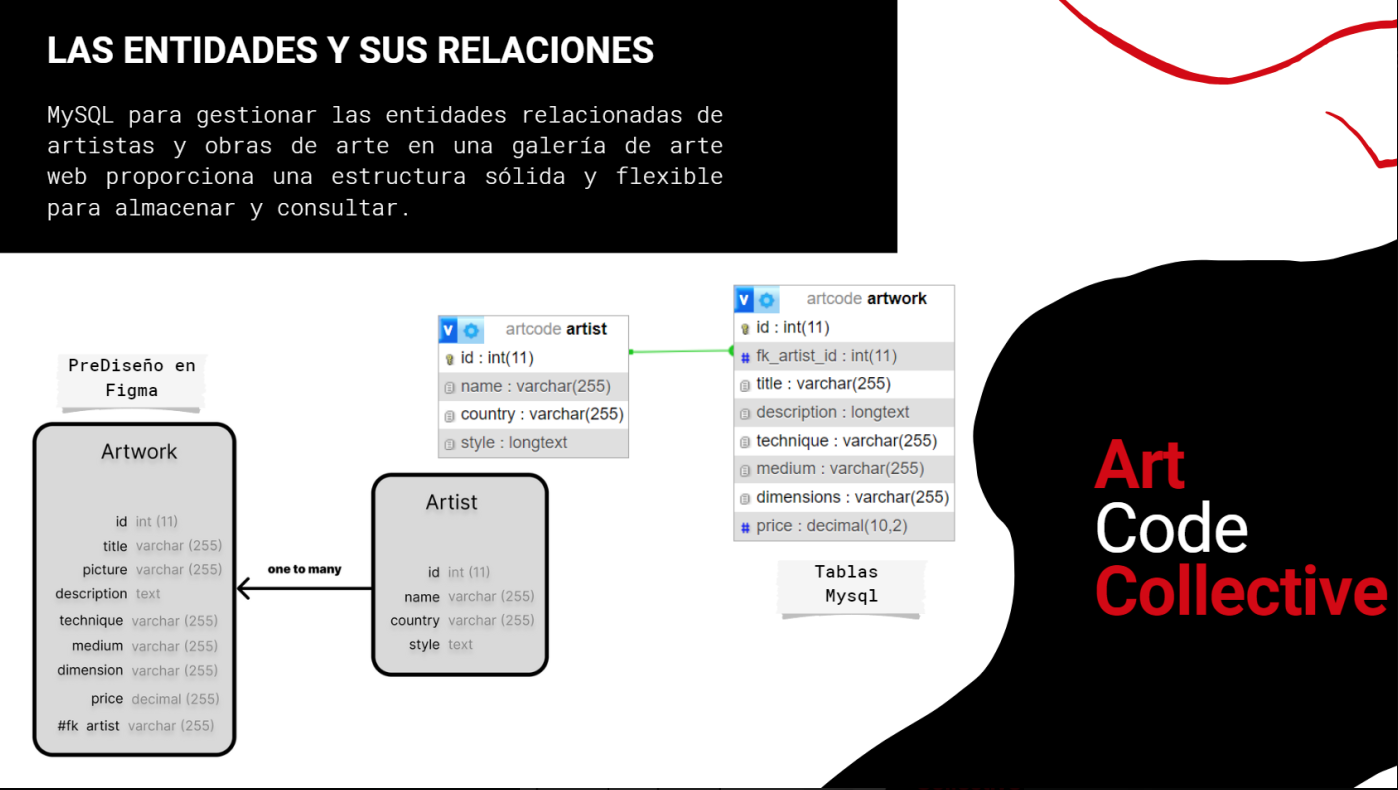 LAS ENTIDADES Y SUS RELACIONES
MySQL para gestionar las entidades relacionadas de
artistas y obras de arte en una galería de arte
web proporciona una estructura sólida y flexible
para almacenar y consultar.
PreDiseño en
Figma
Artwork
id int (11)
title varchar (255)
picture varchar (255)
description text
technique varchar (255)
medium varchar (255)
dimension varchar (255)
price decimal (255)
#fk artist varchar (255)
one to many
Artist
id int (11)
name varchar (255)
country varchar (255)
style text
v artcode artist
id : int(11)
name : varchar(255)
country : varchar(255)
style : longtext
v artcode artwork
id : int(11)
# fk_artist_id : int(11)
title : varchar(255)
description : longtext
technique : varchar(255)
medium : varchar(255)
dimensions : varchar(255)
# price : decimal(10,2)
Tablas
Mysql
Art
Code
Collective